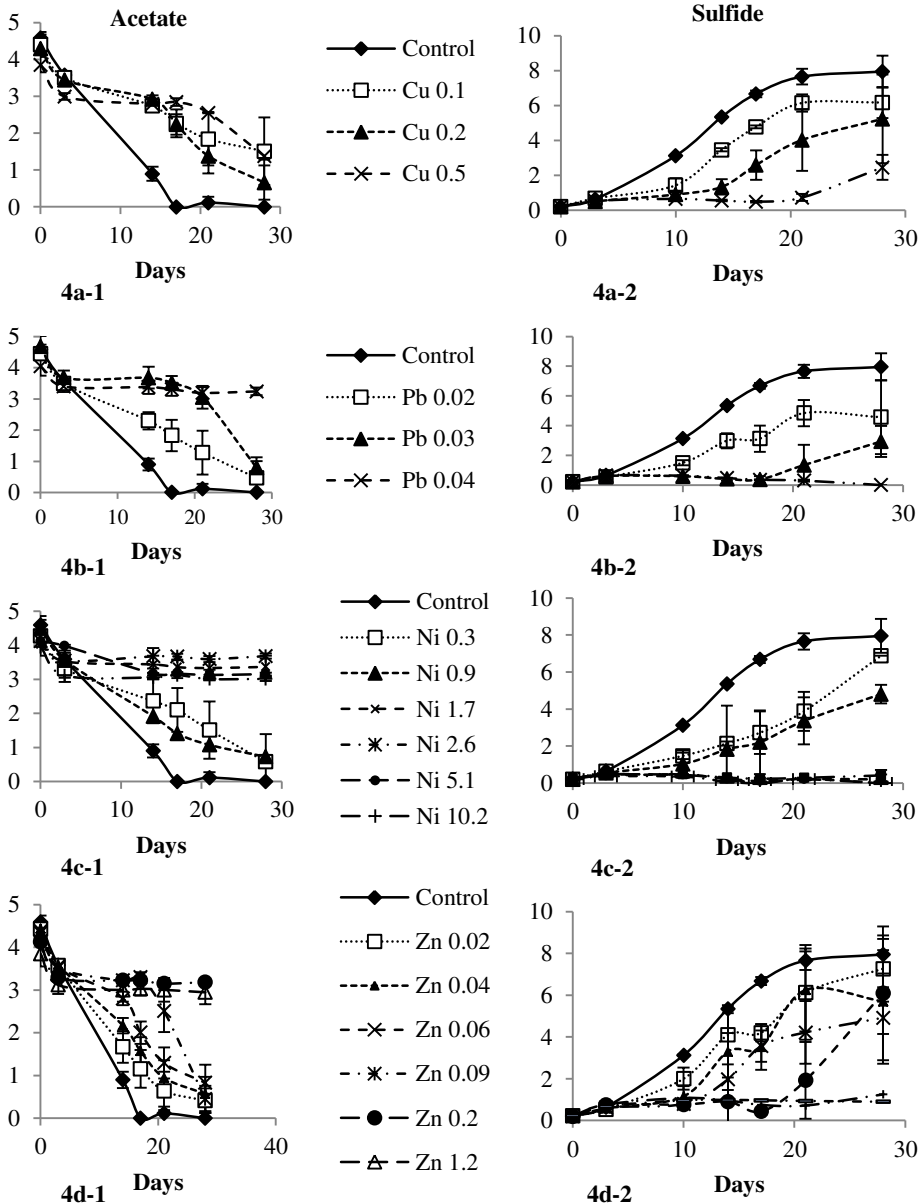 Acetate
Sulfide
5
4
3
2
1
0
0 10 20 30
Days
4a-1
Control
Cu 0.1
Cu 0.2
Cu 0.5
10
8
6
4
2
0
0 10 20 30
Days
4a-2
5
4
3
2
1
0
0 10 20 30
Days
4b-1
Control
Pb 0.02
Pb 0.03
Pb 0.04
10
8
6
4
2
0
0 10 20 30
Days
4b-2
5
4
3
2
1
0
0 10 20 30
Days
4c-1
Control
Ni 0.3
Ni 0.9
Ni 1.7
Ni 2.6
Ni 5.1
Ni 10.2
10
8
6
4
2
0
0 10 20 30
Days
4c-2
5
4
3
2
1
0
0 20 40
Days
4d-1
Control
Zn 0.02
Zn 0.04
Zn 0.06
Zn 0.09
Zn 0.2
Zn 1.2
10
8
6
4
2
0
0 10 20 30
Days
4d-2